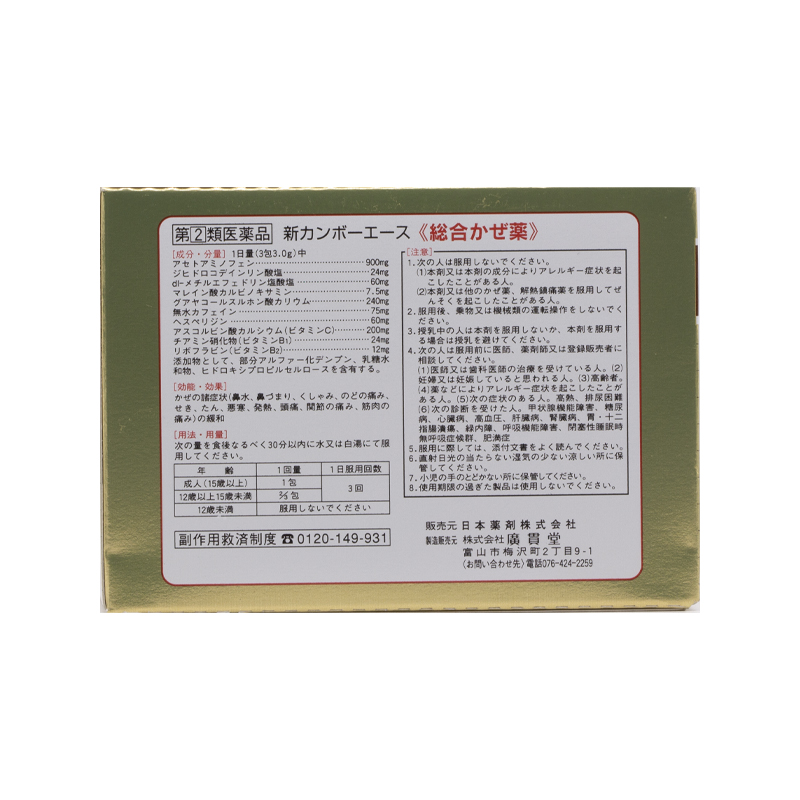 指②類医薬品 新カンボーエース《総合かぜ薬》
[成分・分量] 1日量(3包3.0g)中
アセトアミノフェン………………………900mg
ジヒドロコデインリン酸塩………………24mg
dl-メチルエフェドリン塩酸塩……………60mg
マレイン酸カルビノキサミン……………7.5mg
グアヤコールスルホン酸カリウム………240mg
無水カフェイン……………………………75mg
ヘスペリジン………………………………60mg
アスコルビン酸カルシウム(ビタミンC)………200mg
チアミン硝化物(ビタミンB1)……………24mg
リボフラビン(ビタミンB2)………………12mg
添加物として、部分アルファー化デンプン、乳糖水
和物、ヒドロキシプロピルセルロースを含有する。
[効能・効果]
かぜの諸症状(鼻水、鼻づまり、くしゃみ、のどの痛み、
せき、たん、悪寒、発熱、頭痛、関節の痛み、筋肉の
痛み)の緩和
[用法・用量]
次の量を食後なるべく30分以内に水又は白湯にて服
用してください。
年齢 1回量 1日服用回数
成人(15歳以上) 1包 3回
12歳以上15歳未満 ⅔包
12歳未満 服用しないでください
副作用救済制度 ☎0120-149-931
[注意]
1.次の人は服用しないでください。
(1)本剤又は本剤の成分によりアレルギー症状を起
こしたことがある人。
(2)本剤又は他のかぜ薬、解熱鎮痛薬を服用してぜ
んそくを起こしたことがある人。
2.服用後、乗物又は機械類の運転操作をしないでく
ださい。
3.授乳中の人は本剤を服用しないか、本剤を服用す
る場合は授乳を避けてください。
4.次の人は服用前に医師、薬剤師又は登録販売者に
相談してください。
(1)医師又は歯科医師の治療を受けている人。(2)
妊婦又は妊娠していると思われる人。(3)高齢者。
(4)薬などによりアレルギー症状を起こしたことが
ある人。(5)次の症状のある人。高熱、排尿困難
(6)次の診断を受けた人。甲状腺機能障害、糖尿
病、心臓病、高血圧、肝臓病、腎臓病、胃・十二
指腸潰瘍、緑内障、呼吸機能障害、閉塞性睡眠時
無呼吸症候群、肥満症
5.服用に際しては、添付文書をよく読んでください。
6.直射日光の当たらない湿気の少ない涼しい所に保
管してください。
7.小児の手のとどかない所に保管してください。
8.使用期限の過ぎた製品は使用しないでください。
販売元 日本薬剤株式会社
製造販売元 株式会社 廣貫堂
富山市梅沢町2丁目9-1
(お問い合わせ先)電話076-424-2259